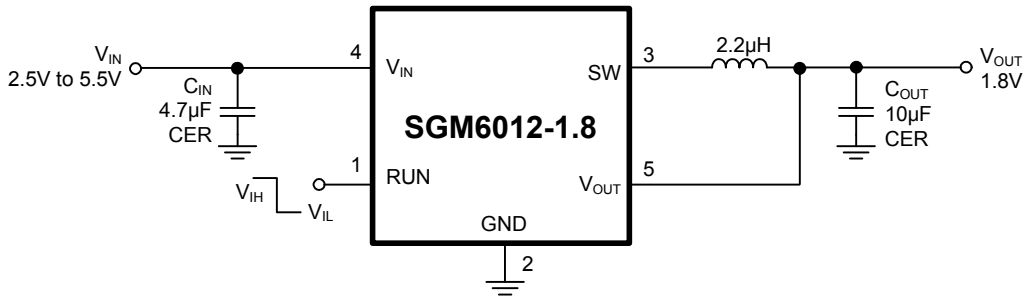 V_IN
2.5V to 5.5V
C_IN
4.7µF
CER
4
V_IN
SW
3
2.2µH
C_OUT
10µF
CER
V_OUT
1.8V
SGM6012-1.8
V_IH
V_IL
1
RUN
V_OUT
5
GND
2